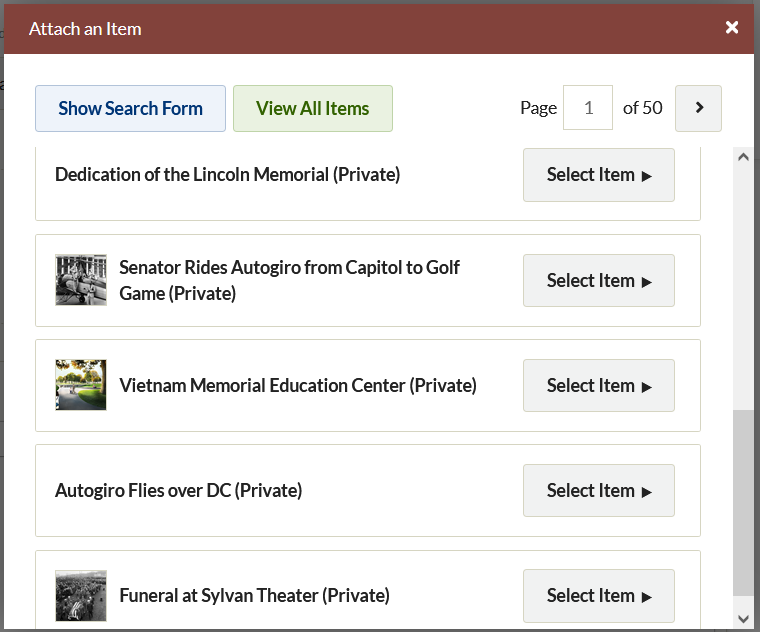 Attach an Item
Show Search Form
View All Items
Page 1 of 50
Dedication of the Lincoln Memorial (Private)
Select Item
Senator Rides Autogiro from Capitol to Golf
Game (Private)
Select Item
Vietnam Memorial Education Center (Private)
Select Item
Autogiro Flies over DC (Private)
Select Item
Funeral at Sylvan Theater (Private)
Select Item